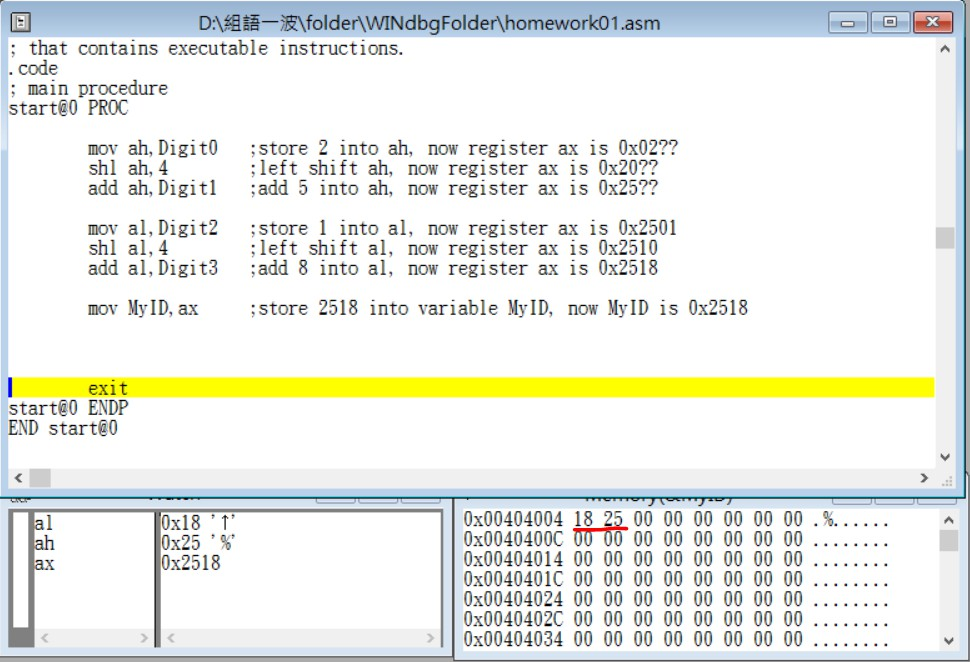 D:\組語一波\folder\WINdbgFolder\homework01.asm
; that contains executable instructions.
.code
; main procedure
start@0 PROC
mov ah,Digit0 ;store 2 into ah, now register ax is 0x02??
shl ah,4 ;left shift ah, now register ax is 0x20??
add ah,Digit1 ;add 5 into ah, now register ax is 0x25??
mov al,Digit2 ;store 1 into al, now register ax is 0x2501
shl al,4 ;left shift al, now register ax is 0x2510
add al,Digit3 ;add 8 into al, now register ax is 0x2518
mov MyID,ax ;store 2518 into variable MyID, now MyID is 0x2518
exit
start@0 ENDP
END start@0
Memory(&MyID)
al 0x18 '↑'
ah 0x25 '%'
ax 0x2518
0x00404004 18 25 00 00 00 00 00 00 .%......
0x0040400C 00 00 00 00 00 00 00 00 ........
0x00404014 00 00 00 00 00 00 00 00 ........
0x0040401C 00 00 00 00 00 00 00 00 ........
0x00404024 00 00 00 00 00 00 00 00 ........
0x0040402C 00 00 00 00 00 00 00 00 ........
0x00404034 00 00 00 00 00 00 00 00 ........